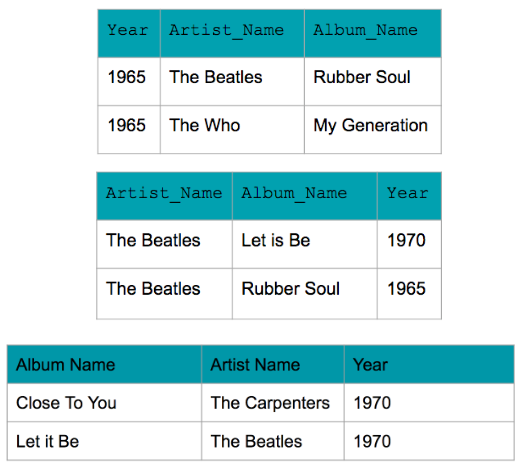 Year Artist_Name Album_Name
1965 The Beatles Rubber Soul
1965 The Who My Generation
Artist_Name Album_Name Year
The Beatles Let is Be 1970
The Beatles Rubber Soul 1965
Album Name Artist Name Year
Close To You The Carpenters 1970
Let it Be The Beatles 1970